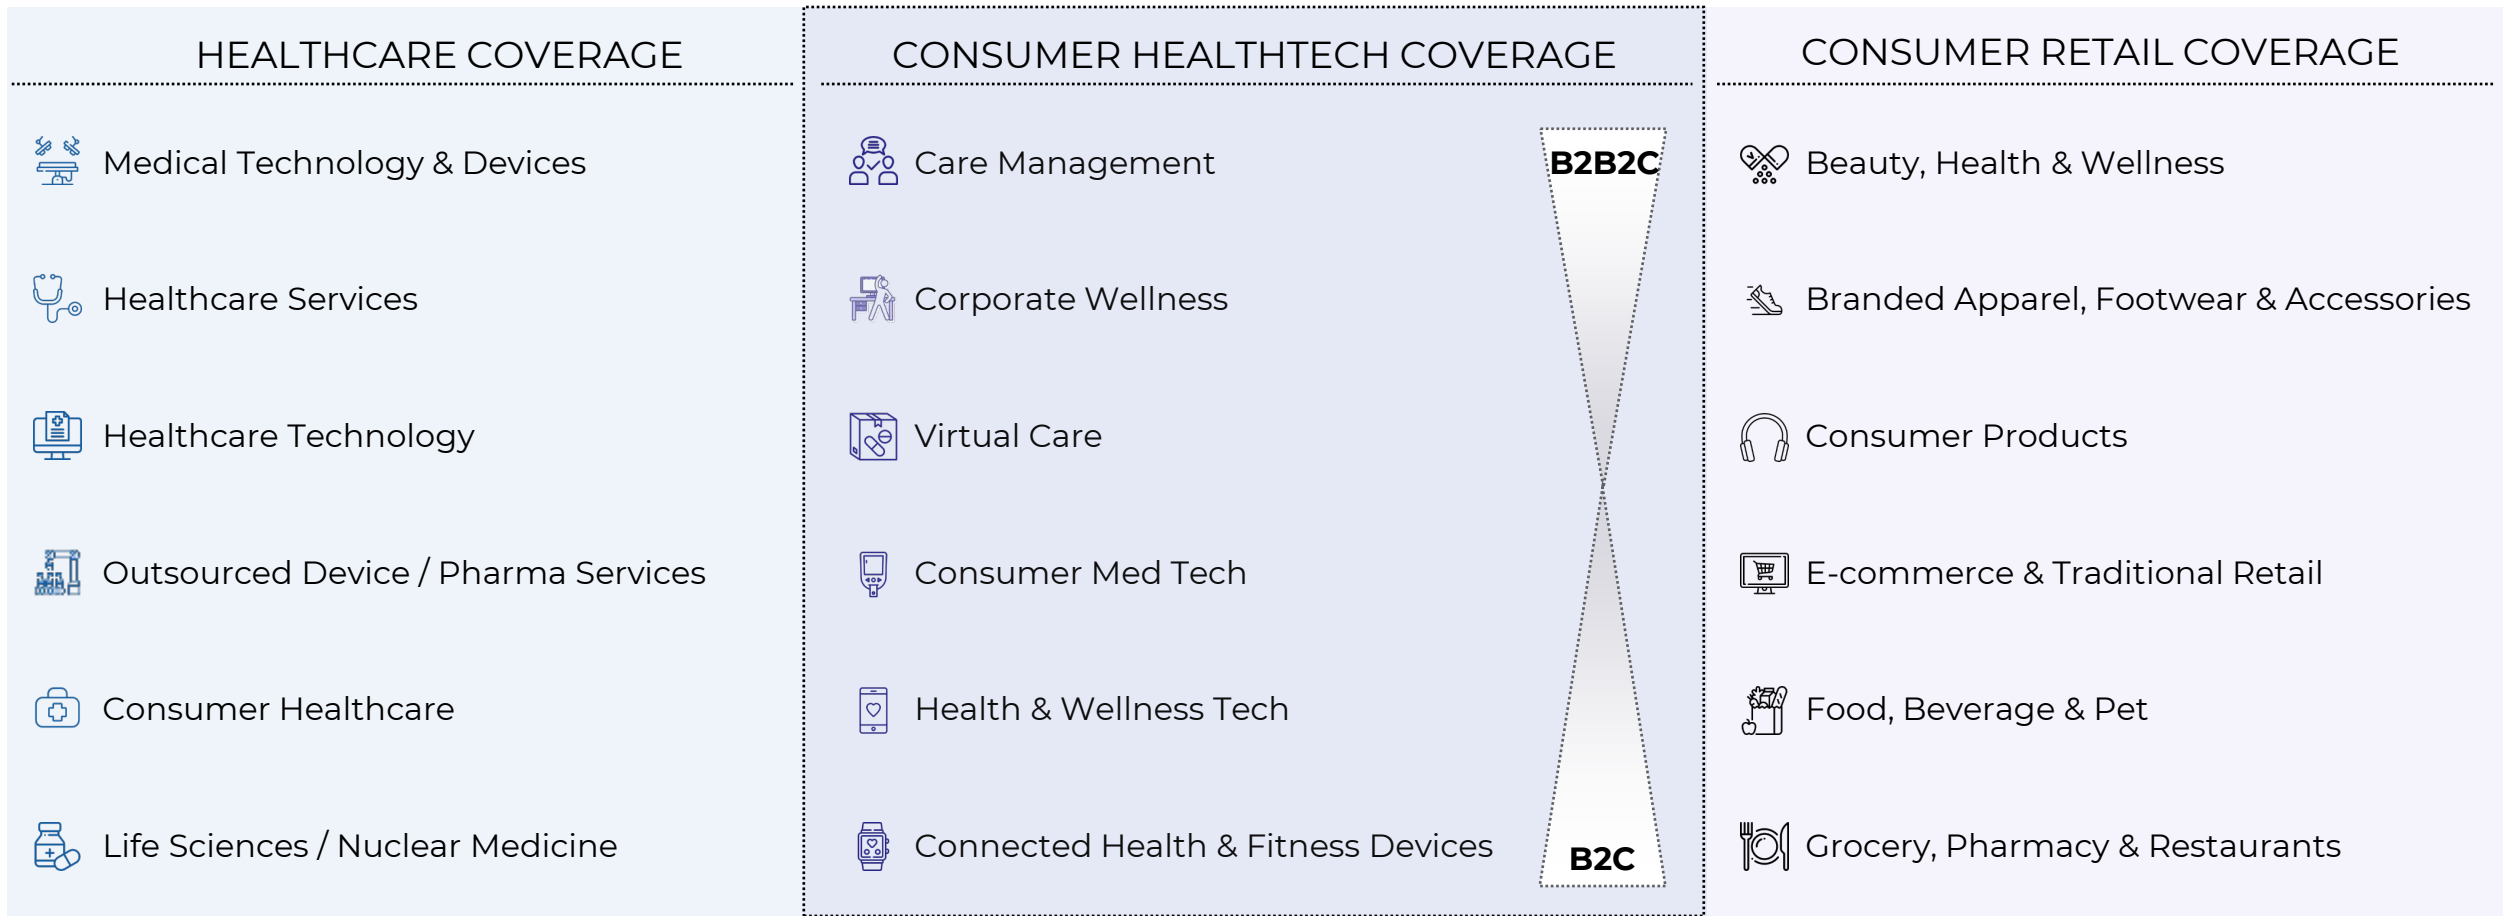 HEALTHCARE COVERAGE
Medical Technology & Devices
Healthcare Services
Healthcare Technology
Outsourced Device / Pharma Services
Consumer Healthcare
Life Sciences / Nuclear Medicine
CONSUMER HEALTHTECH COVERAGE
Care Management
Corporate Wellness
Virtual Care
Consumer Med Tech
Health & Wellness Tech
Connected Health & Fitness Devices
B2B2C
B2C
CONSUMER RETAIL COVERAGE
Beauty, Health & Wellness
Branded Apparel, Footwear & Accessories
Consumer Products
E-commerce & Traditional Retail
Food, Beverage & Pet
Grocery, Pharmacy & Restaurants